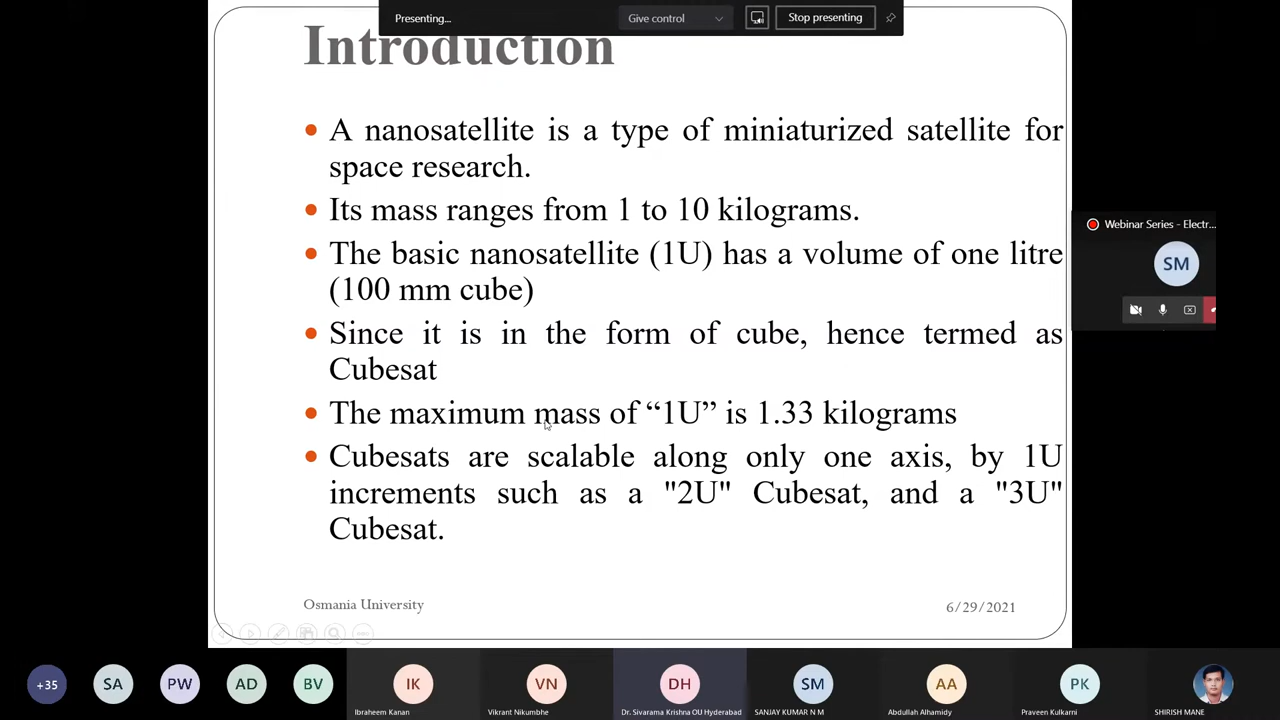 Presenting...
Give control
Stop presenting
Introduction
A nanosatellite is a type of miniaturized satellite for
space research.
Its mass ranges from 1 to 10 kilograms.
The basic nanosatellite (1U) has a volume of one litre
(100 mm cube)
Since it is in the form of cube, hence termed as
Cubesat
The maximum mass of “1U” is 1.33 kilograms
Cubesats are scalable along only one axis, by 1U
increments such as a "2U" Cubesat, and a "3U"
Cubesat.
Osmania University
6/29/2021
Webinar Series - Electr...
SM
+35
SA
PW
AD
BV
IK
Ibraheem Kanan
VN
Vikrant Nikumbhe
DH
Dr. Sivarama Krishna OU Hyderabad
SM
SANJAY KUMAR N M
AA
Abdullah Alhamidy
PK
Praveen Kulkarni
SHIRISH MANE